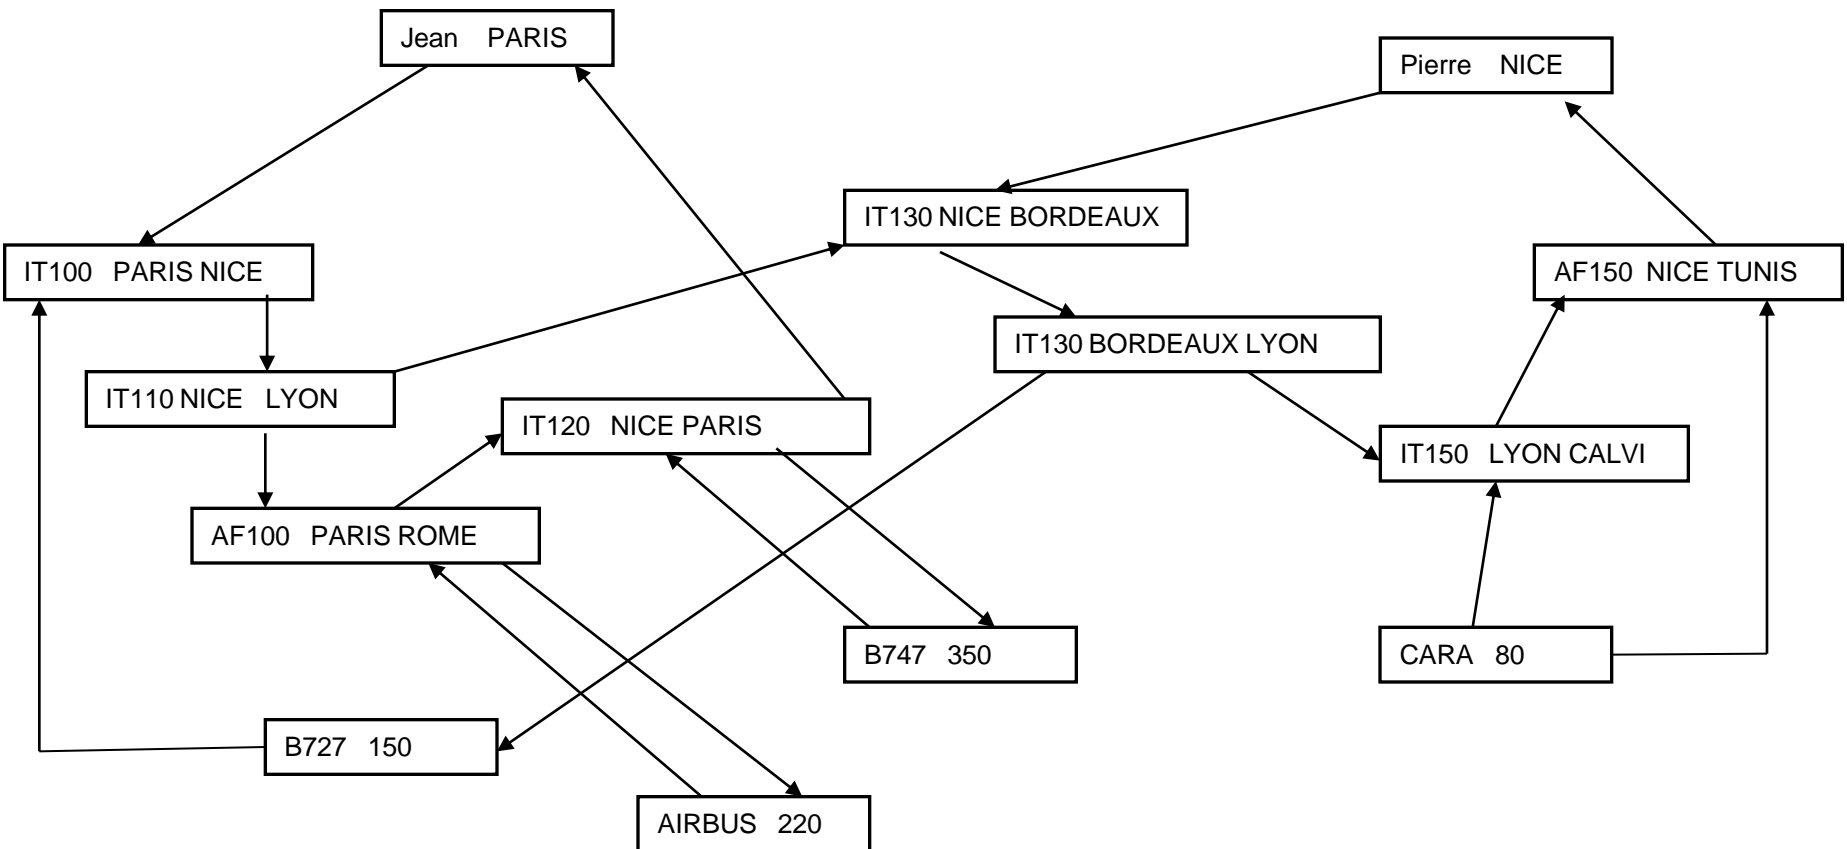 Jean PARIS
Pierre NICE
IT130 NICE BORDEAUX
IT100 PARIS NICE
AF150 NICE TUNIS
IT130 BORDEAUX LYON
IT110 NICE LYON
IT120 NICE PARIS
IT150 LYON CALVI
AF100 PARIS ROME
B747 350
CARA 80
B727 150
AIRBUS 220